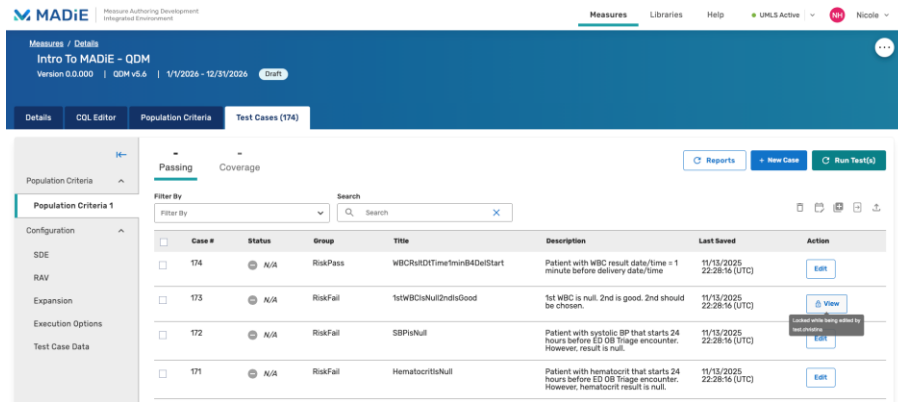 MADiE Measure Authoring Development
Integrated Environment
Measures Libraries Help UMLS Active NH Nicole
Measures / Details
Intro To MADiE - QDM
Version 0.0.000 | QDM v5.6 | 1/1/2026 - 12/31/2026 Draft
Details CQL Editor Population Criteria Test Cases (174)
Population Criteria
Population Criteria 1
Configuration
SDE
RAV
Expansion
Execution Options
Test Case Data
- -
Passing Coverage
Reports + New Case Run Test(s)
Filter By Search
Filter By Search
Case # Status Group Title Description Last Saved Action
174 N/A RiskPass WBCRsltDtTime1minB4DelStart Patient with WBC result date/time = 1
minute before delivery date/time 11/13/2025
22:28:16 (UTC) Edit
173 N/A RiskFail 1stWBCIsNull2ndIsGood 1st WBC is null. 2nd is good. 2nd should
be chosen. 11/13/2025
22:28:16 (UTC) View
Locked while being edited by
test.christina
172 N/A RiskFail SBPisNull Patient with systolic BP that starts 24
hours before ED OB Triage encounter.
However, result is null. 11/13/2025
22:28:16 (UTC) Edit
171 N/A RiskFail HematocritIsNull Patient with hematocrit that starts 24
hours before ED OB Triage encounter.
However, hematocrit result is null. 11/13/2025
22:28:16 (UTC) Edit